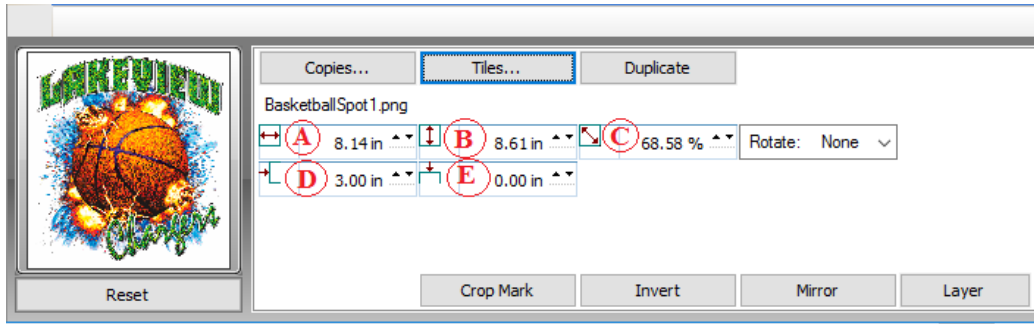 LAKEVIEW
Chargers
Reset
Copies... Tiles... Duplicate
BasketballSpot1.png
A 8.14 in B 8.61 in C 68.58 % Rotate: None
D 3.00 in E 0.00 in
Crop Mark Invert Mirror Layer